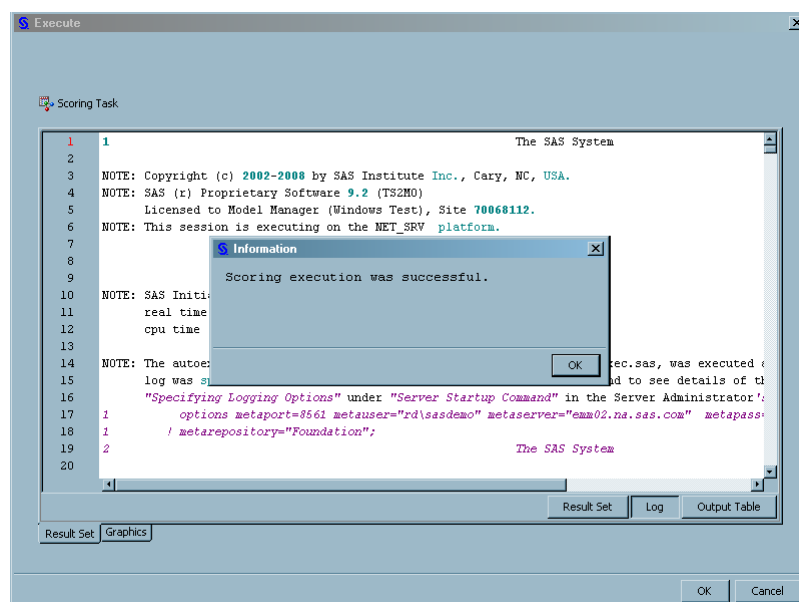 Execute
Scoring Task
1 1 The SAS System
2
3 NOTE: Copyright (c) 2002-2008 by SAS Institute Inc., Cary, NC, USA.
4 NOTE: SAS (r) Proprietary Software 9.2 (TS2M0)
5 Licensed to Model Manager (Windows Test), Site 70068112.
6 NOTE: This session is executing on the NET_SRV platform.
7
8
9
10 NOTE: SAS Initi
11 real time
12 cpu time
13
14 NOTE: The autoex ec.sas, was executed
15 log was s d to see details of th
16 "Specifying Logging Options" under "Server Startup Command" in the Server Administrator's
17 1 options metaport=8561 metauser="rd\sasdemo" metaserver="emm02.na.sas.com" metapass
18 1 ! metarepository="Foundation";
19 2 The SAS System
20
Information
Scoring execution was successful.
OK
Result Set Log Output Table
Result Set Graphics
OK Cancel